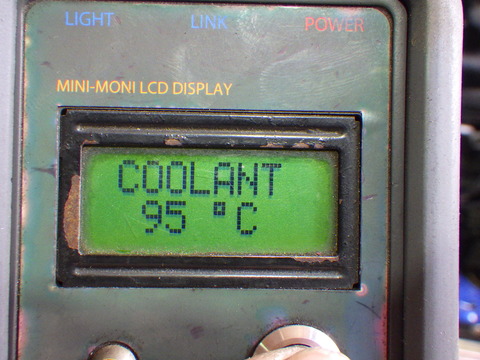 LIGHT LINK POWER
MINI-MONI LCD DISPLAY
COOLANT
95 °C